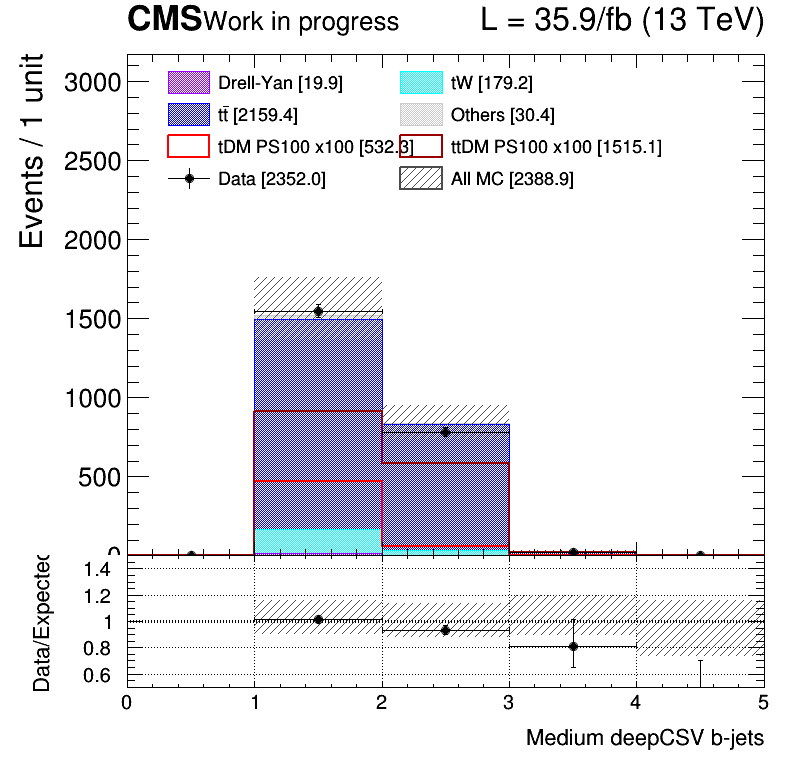 CMS Work in progress L = 35.9/fb (13 TeV)
Events / 1 unit
3000
2500
2000
1500
1000
500
0
Drell-Yan [19.9] tW [179.2]
tt̄ [2159.4] Others [30.4]
tDM PS100 x100 [532.3] ttDM PS100 x100 [1515.1]
Data [2352.0] All MC [2388.9]
Data/Expected
1.4
1.2
1
0.8
0.6
0 1 2 3 4 5
Medium deepCSV b-jets